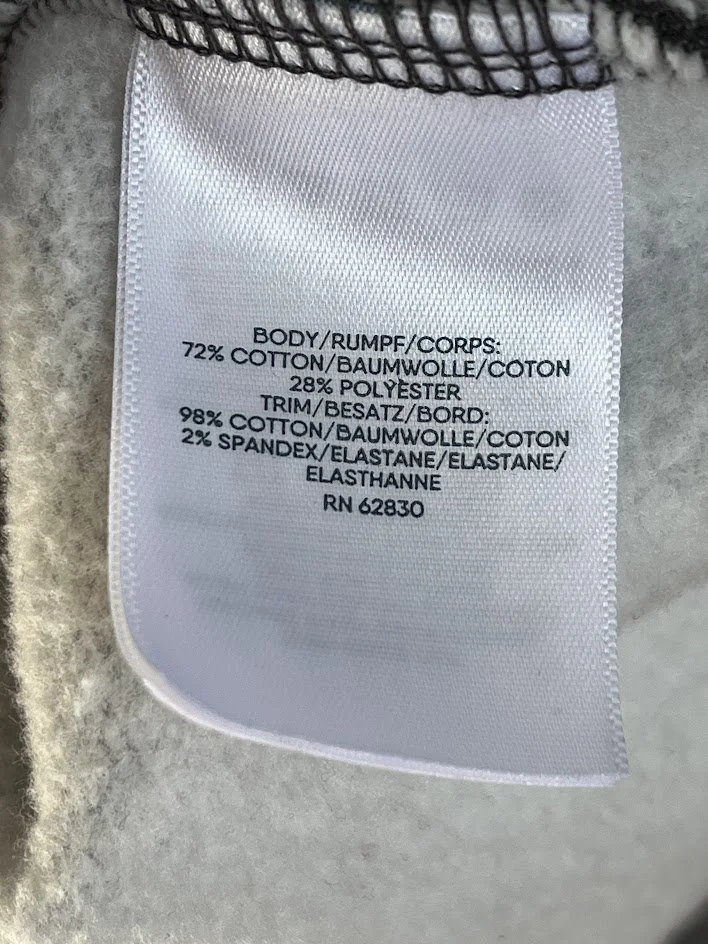 BODY/RUMPF/CORPS:
72% COTTON/BAUMWOLLE/COTON
28% POLYESTER
TRIM/BESATZ/BORD:
98% COTTON/BAUMWOLLE/COTON
2% SPANDEX/ELASTANE/ELASTANE/
ELASTHANNE
RN 62830